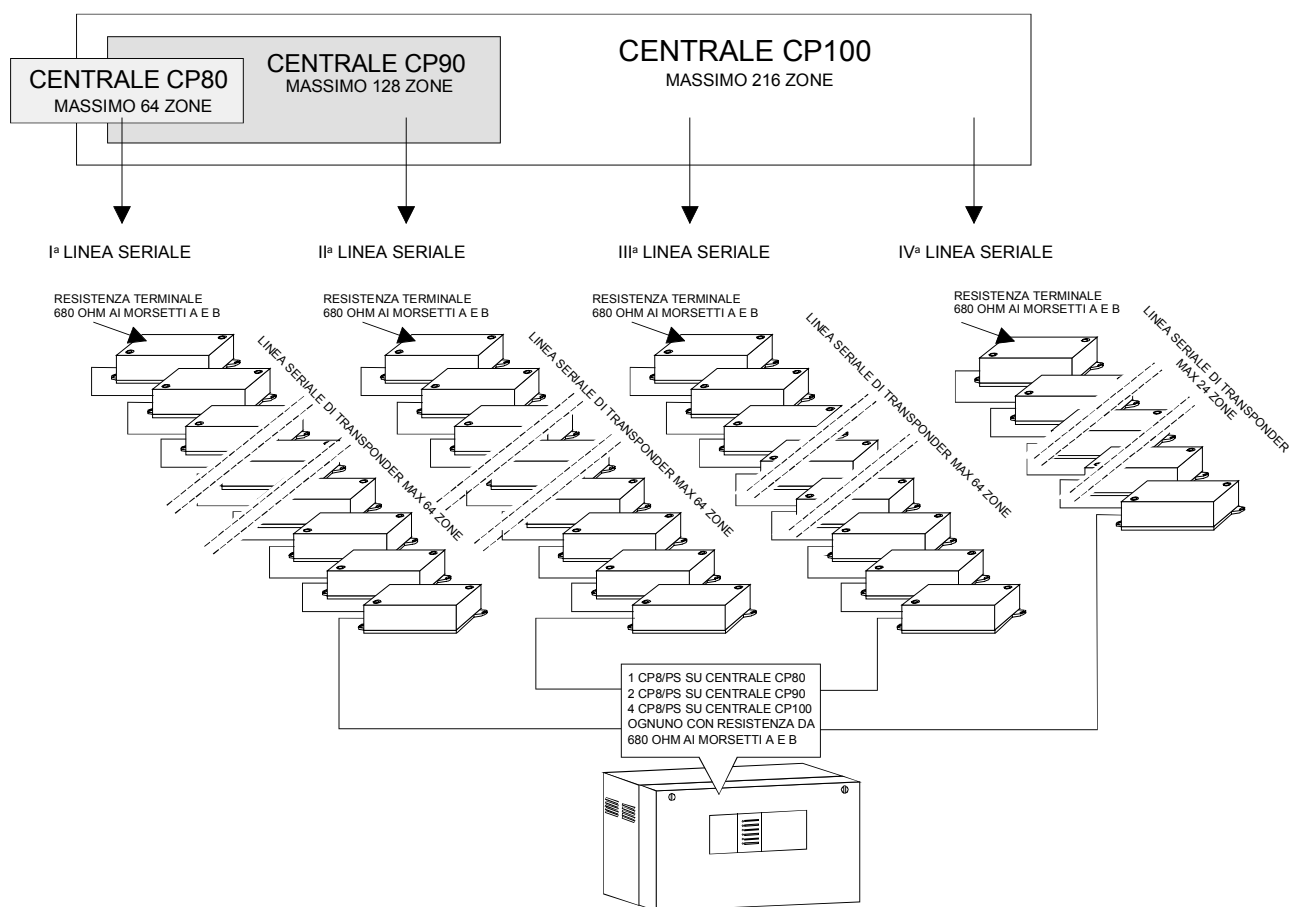 CENTRALE CP80
MASSIMO 64 ZONE
CENTRALE CP90
MASSIMO 128 ZONE
CENTRALE CP100
MASSIMO 216 ZONE
Iª LINEA SERIALE
IIª LINEA SERIALE
IIIª LINEA SERIALE
IVª LINEA SERIALE
RESISTENZA TERMINALE
680 OHM AI MORSETTI A E B
RESISTENZA TERMINALE
680 OHM AI MORSETTI A E B
RESISTENZA TERMINALE
680 OHM AI MORSETTI A E B
RESISTENZA TERMINALE
680 OHM AI MORSETTI A E B
LINEA SERIALE DI TRANSPONDER MAX 64 ZONE
LINEA SERIALE DI TRANSPONDER MAX 64 ZONE
LINEA SERIALE DI TRANSPONDER MAX 64 ZONE
LINEA SERIALE DI TRANSPONDER
MAX 24 ZONE
1 CP8/PS SU CENTRALE CP80
2 CP8/PS SU CENTRALE CP90
4 CP8/PS SU CENTRALE CP100
OGNUNO CON RESISTENZA DA
680 OHM AI MORSETTI A E B